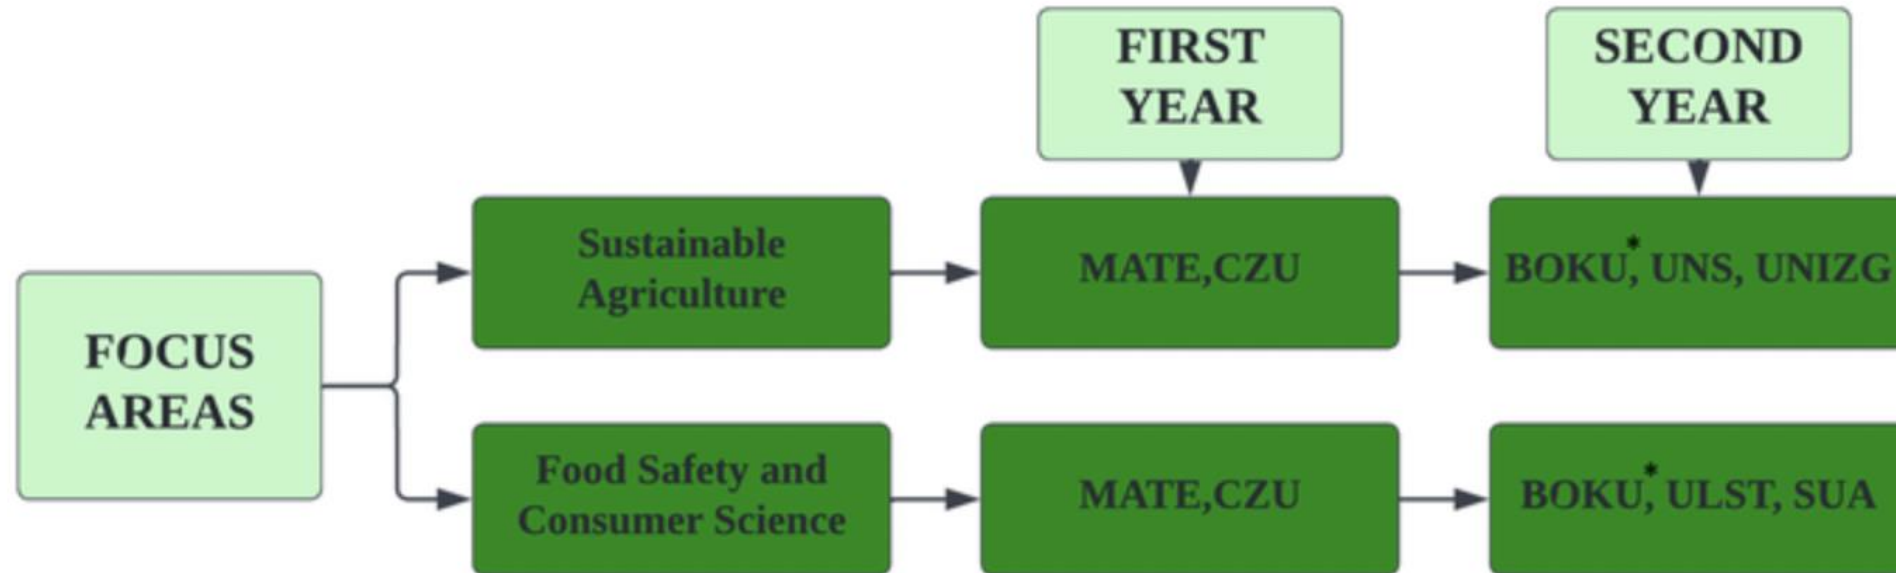 FIRST
YEAR
SECOND
YEAR
FOCUS
AREAS
Sustainable
Agriculture
MATE,CZU
BOKU,* UNS, UNIZG
Food Safety and
Consumer Science
MATE,CZU
BOKU,* ULST, SUA